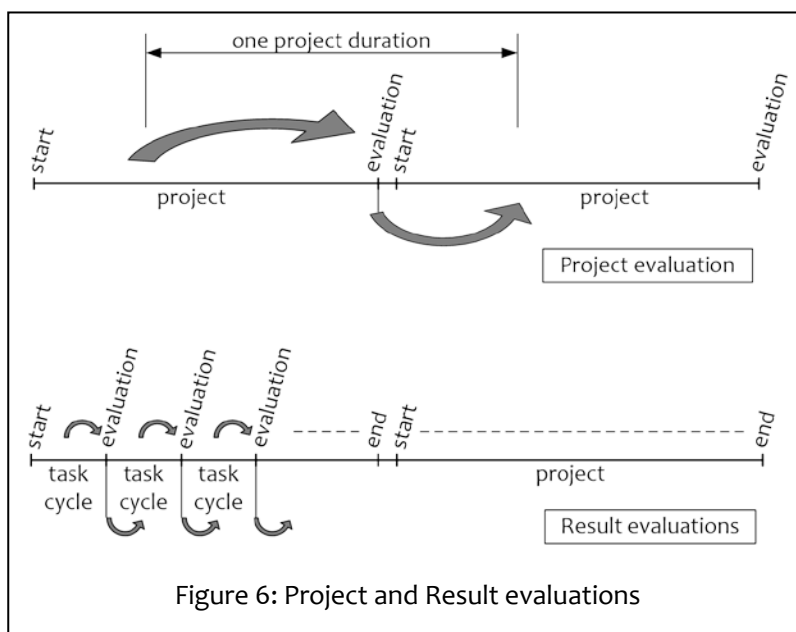 one project duration
start
evaluation
start
evaluation
project
project
Project evaluation
start
evaluation
evaluation
evaluation
end
start
end
task
cycle
task
cycle
task
cycle
project
Result evaluations
Figure 6: Project and Result evaluations